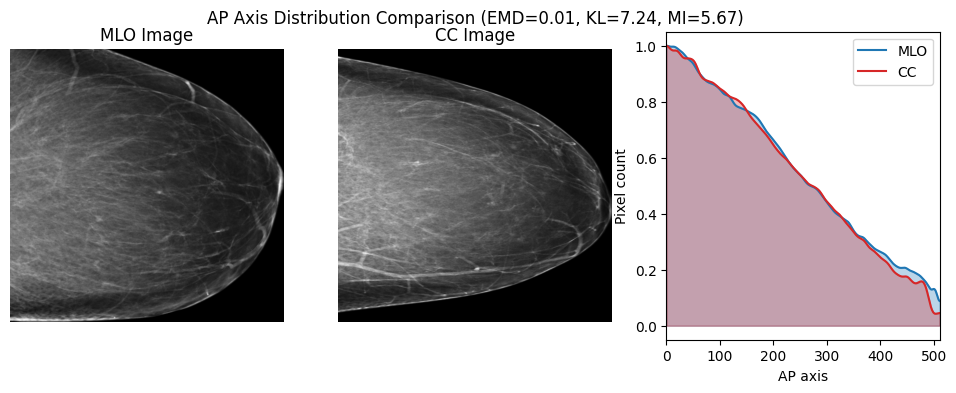 AP Axis Distribution Comparison (EMD=0.01, KL=7.24, MI=5.67)
MLO Image
CC Image
MLO
CC
1.0
0.8
0.6
0.4
0.2
0.0
Pixel count
0 100 200 300 400 500
AP axis